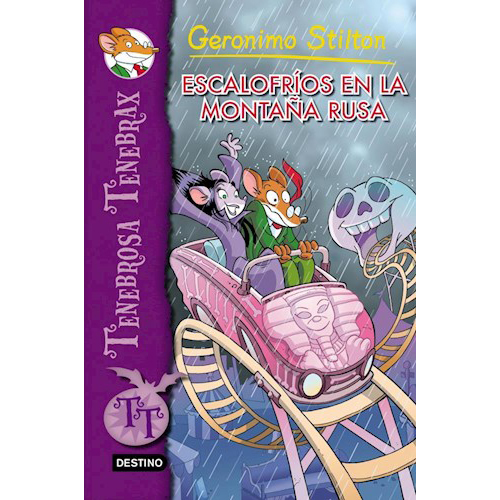 Geronimo Stilton
ESCALOFRÍOS EN LA
MONTAÑA RUSA
TENEBROSA TENEBRAX
TT
DESTINO